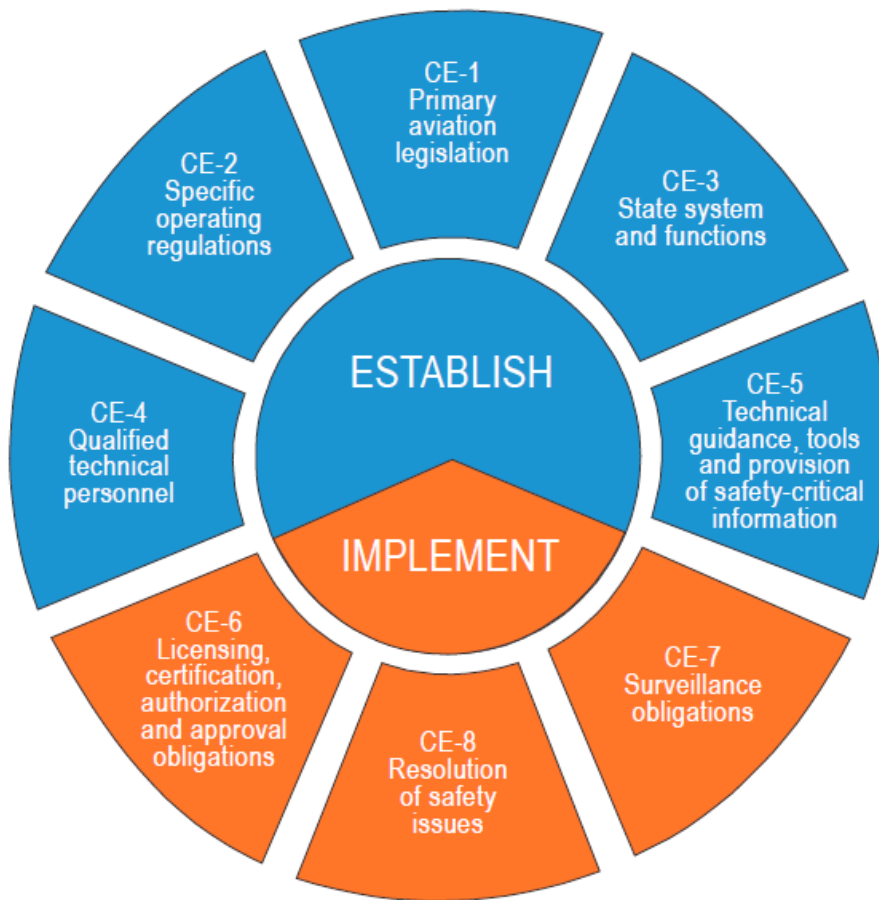 CE-1
Primary
aviation
legislation
CE-2
Specific
operating
regulations
CE-3
State system
and functions
ESTABLISH
CE-4
Qualified
technical
personnel
CE-5
Technical
guidance, tools
and provision
of safety-critical
information
IMPLEMENT
CE-6
Licensing,
certification,
authorization
and approval
obligations
CE-7
Surveillance
obligations
CE-8
Resolution
of safety
issues